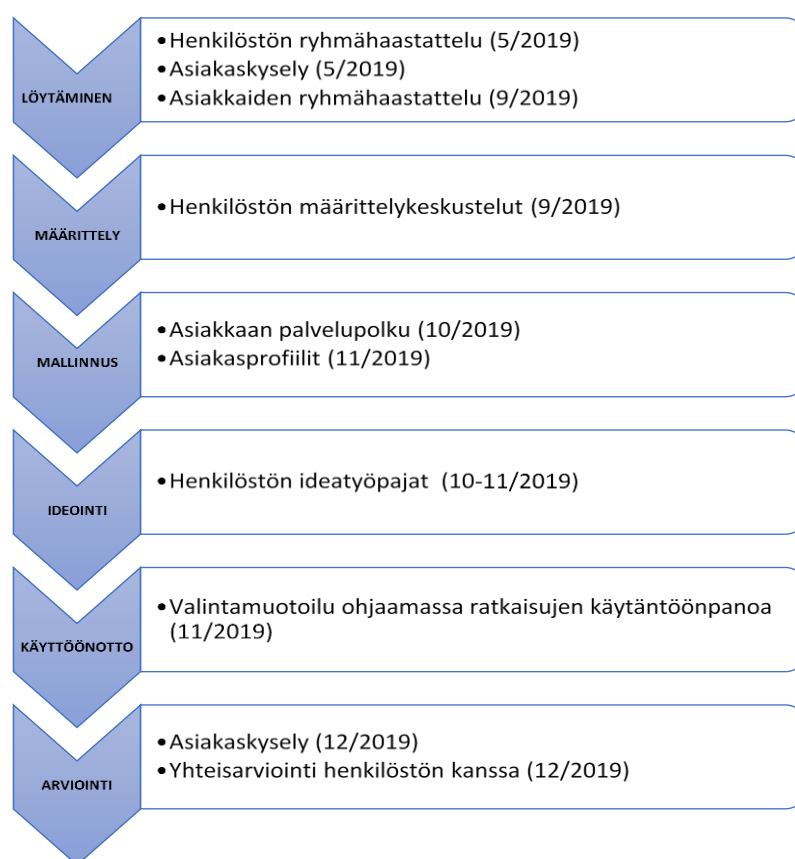 LÖYTÄMINEN
•Henkilöstön ryhmähaastattelu (5/2019)
•Asiakaskysely (5/2019)
•Asiakkaiden ryhmähaastattelu (9/2019)
MÄÄRITTELY
•Henkilöstön määrittelykeskustelut (9/2019)
MALLINNUS
•Asiakkaan palvelupolku (10/2019)
•Asiakasprofiilit (11/2019)
IDEOINTI
•Henkilöstön ideatyöpajat (10-11/2019)
KÄYTTÖÖNOTTO
•Valintamuotoilu ohjaamassa ratkaisujen käytäntöönpanoa
(11/2019)
ARVIOINTI
•Asiakaskysely (12/2019)
•Yhteisarviointi henkilöstön kanssa (12/2019)